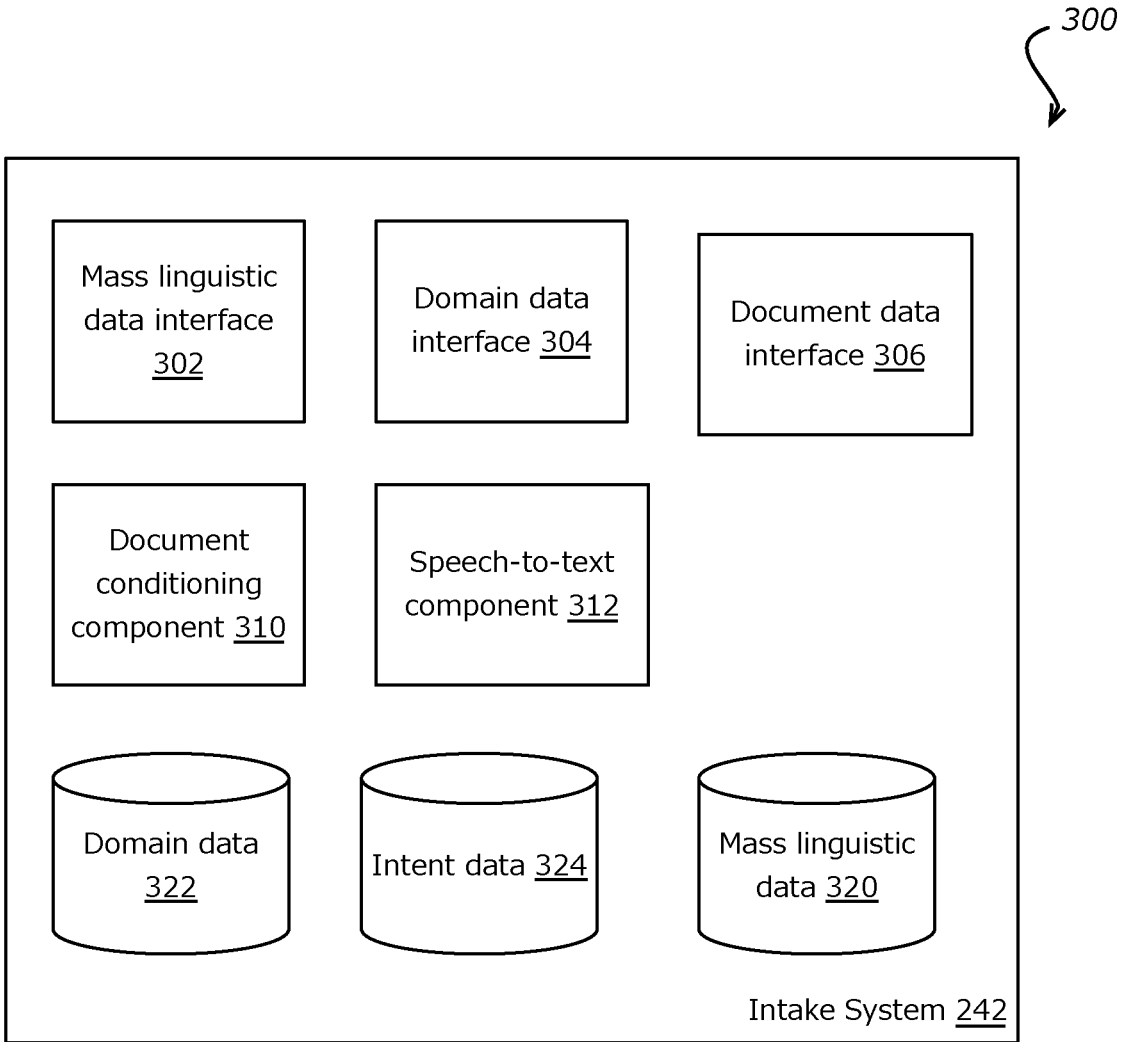 300
Mass linguistic
data interface
302
Domain data
interface 304
Document data
interface 306
Document
conditioning
component 310
Speech-to-text
component 312
Domain data
322
Intent data 324
Mass linguistic
data 320
Intake System 242